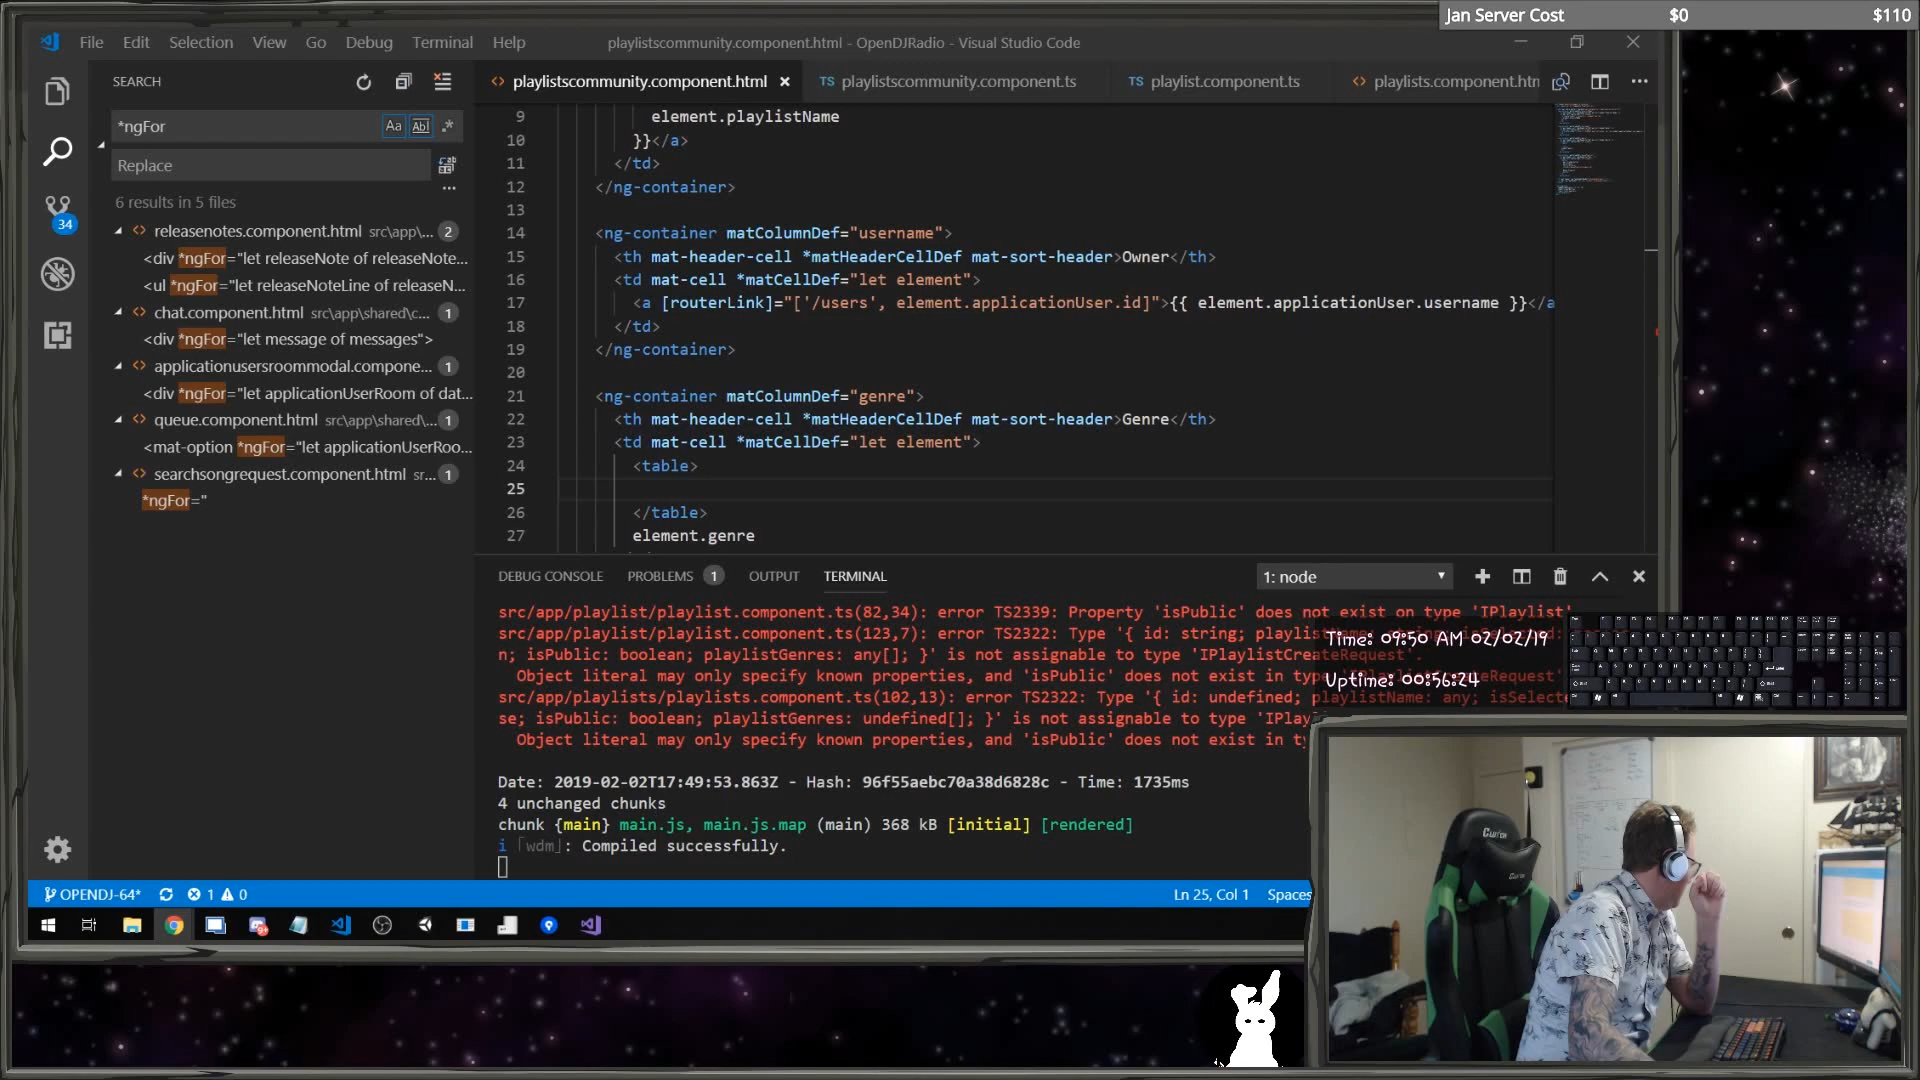 Jan Server Cost $0 $110
File Edit Selection View Go Debug Terminal Help
playlistscommunity.component.html - OpenDJRadio - Visual Studio Code
SEARCH
playlistscommunity.component.html
TS playlistscommunity.component.ts
TS playlist.component.ts
playlists.component.htm
*ngFor
Aa Abl .*
Replace
6 results in 5 files
releasenotes.component.html src\app\... 2
<div *ngFor="let releaseNote of releaseNote...
<ul *ngFor="let releaseNoteLine of releaseN...
chat.component.html src\app\shared\c... 1
<div *ngFor="let message of messages">
applicationusersroommodal.compone... 1
<div *ngFor="let applicationUserRoom of dat...
queue.component.html src\app\shared\... 1
<mat-option *ngFor="let applicationUserRoo...
searchsongrequest.component.html sr... 1
*ngFor="
34
9 element.playlistName
10 }}</a>
11 </td>
12 </ng-container>
13
14 <ng-container matColumnDef="username">
15 <th mat-header-cell *matHeaderCellDef mat-sort-header>Owner</th>
16 <td mat-cell *matCellDef="let element">
17 <a [routerLink]="['/users', element.applicationUser.id]">{{ element.applicationUser.username }}</a
18 </td>
19 </ng-container>
20
21 <ng-container matColumnDef="genre">
22 <th mat-header-cell *matHeaderCellDef mat-sort-header>Genre</th>
23 <td mat-cell *matCellDef="let element">
24 <table>
25
26 </table>
27 element.genre
DEBUG CONSOLE PROBLEMS 1 OUTPUT TERMINAL 1: node
src/app/playlist/playlist.component.ts(82,34): error TS2339: Property 'isPublic' does not exist on type 'IPlaylist'.
src/app/playlist/playlist.component.ts(123,7): error TS2322: Type '{ id: string; playlistName: string; isSelected:
n; isPublic: boolean; playlistGenres: any[]; }' is not assignable to type 'IPlaylistCreateRequest'.
Object literal may only specify known properties, and 'isPublic' does not exist in type 'IPlaylistCreateRequest'
src/app/playlists/playlists.component.ts(102,13): error TS2322: Type '{ id: undefined; playlistName: any; isSelecte
se; isPublic: boolean; playlistGenres: undefined[]; }' is not assignable to type 'IPlay
Object literal may only specify known properties, and 'isPublic' does not exist in ty
Date: 2019-02-02T17:49:53.863Z - Hash: 96f55aebc70a38d6828c - Time: 1735ms
4 unchanged chunks
chunk {main} main.js, main.js.map (main) 368 kB [initial] [rendered]
i ｢wdm｣: Compiled successfully.
Time: 09:50 AM 02/02/19
Uptime: 00:56:24
OPENDJ-64* 1 0
Ln 25, Col 1 Spaces